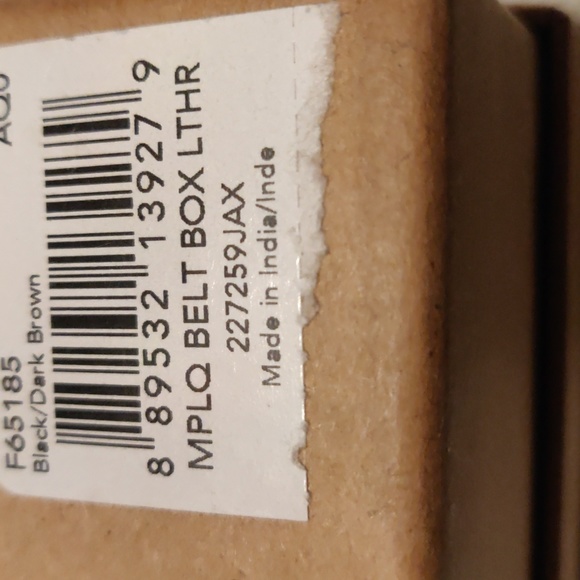 F65185
Black/Dark Brown
8 89532 13927 9
MPLQ BELT BOX LTHR
227259JAX
Made in India/Inde